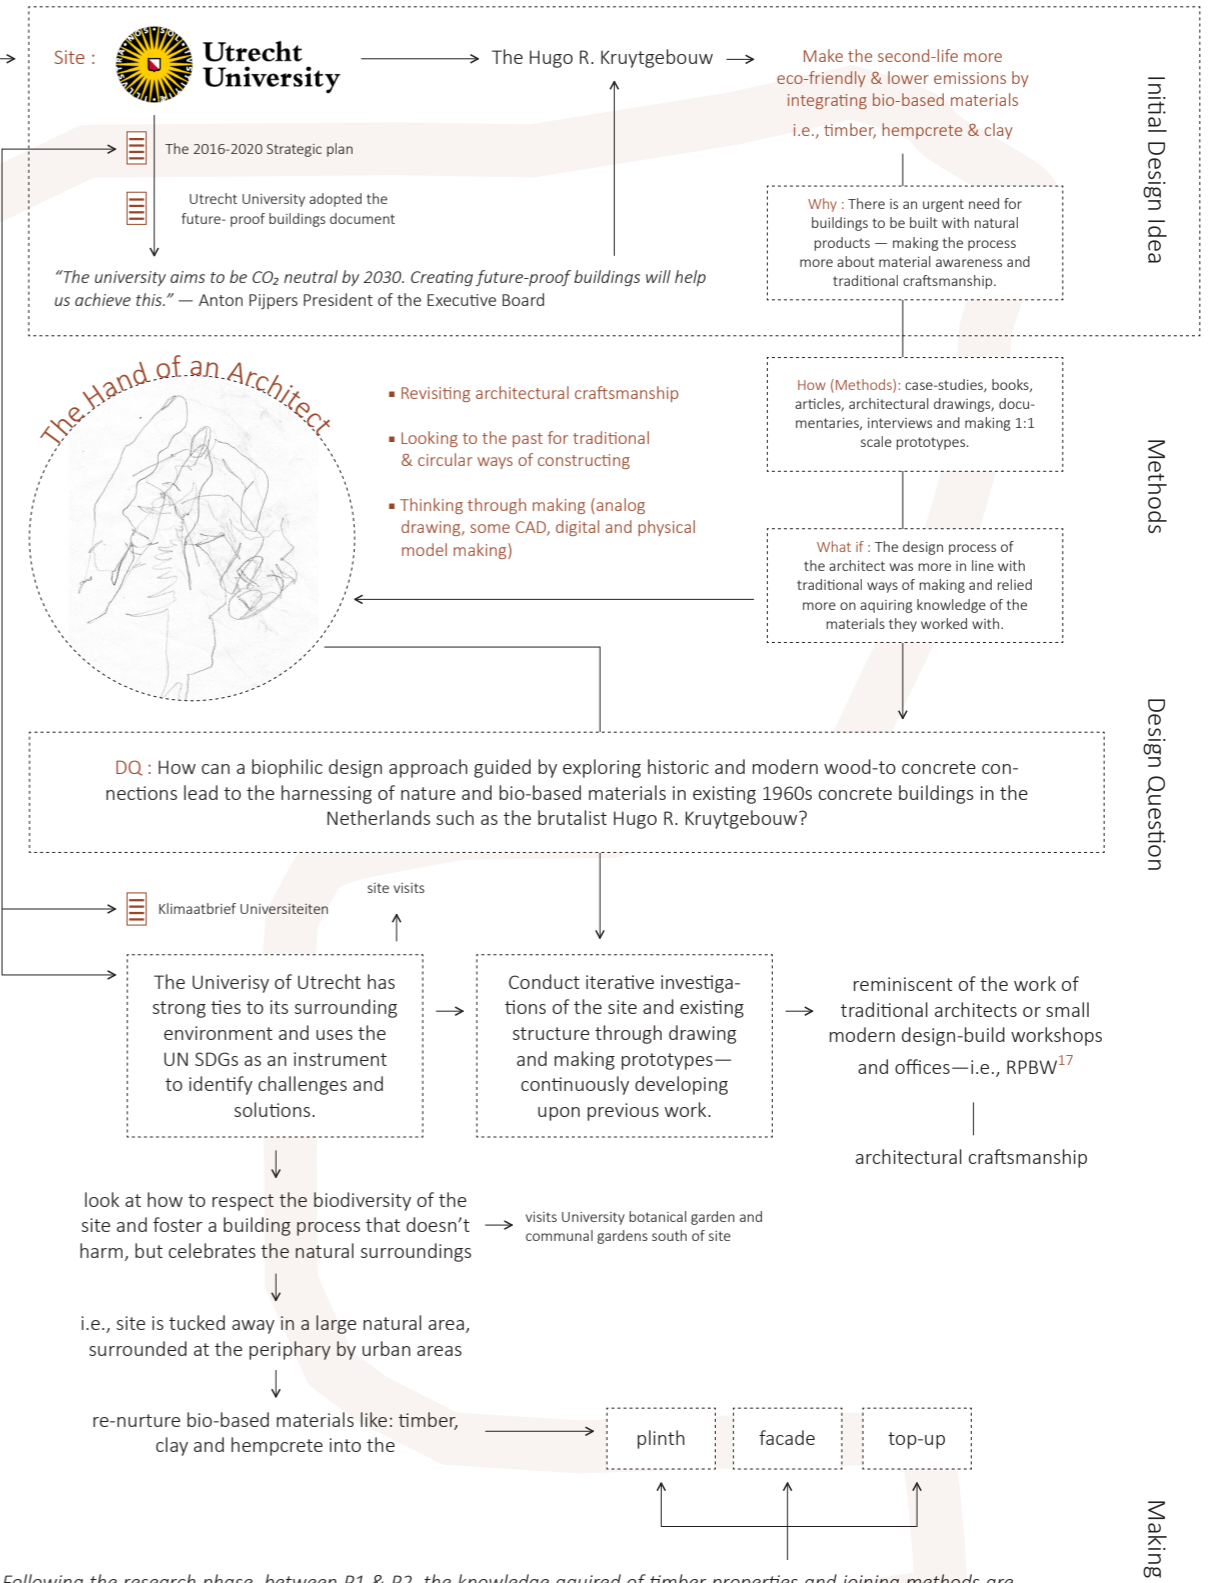 Site :
Utrecht
University
The Hugo R. Kruytgebouw
Make the second-life more
eco-friendly & lower emissions by
integrating bio-based materials
i.e., timber, hempcrete & clay
Initial Design Idea
The 2016-2020 Strategic plan
Utrecht University adopted the
future- proof buildings document
“The university aims to be CO₂ neutral by 2030. Creating future-proof buildings will help
us achieve this.” — Anton Pijpers President of the Executive Board
Why : There is an urgent need for
buildings to be built with natural
products — making the process
more about material awareness and
traditional craftsmanship.
The Hand of an Architect
▪ Revisiting architectural craftsmanship
▪ Looking to the past for traditional
& circular ways of constructing
▪ Thinking through making (analog
drawing, some CAD, digital and physical
model making)
How (Methods): case-studies, books,
articles, architectural drawings, docu-
mentaries, interviews and making 1:1
scale prototypes.
Methods
What if : The design process of
the architect was more in line with
traditional ways of making and relied
more on aquiring knowledge of the
materials they worked with.
Design Question
DQ : How can a biophilic design approach guided by exploring historic and modern wood-to concrete con-
nections lead to the harnessing of nature and bio-based materials in existing 1960s concrete buildings in the
Netherlands such as the brutalist Hugo R. Kruytgebouw?
site visits
Klimaatbrief Universiteiten
The Univerisy of Utrecht has
strong ties to its surrounding
environment and uses the
UN SDGs as an instrument
to identify challenges and
solutions.
Conduct iterative investiga-
tions of the site and existing
structure through drawing
and making prototypes—
continuously developing
upon previous work.
reminiscent of the work of
traditional architects or small
modern design-build workshops
and offices—i.e., RPBW17
architectural craftsmanship
look at how to respect the biodiversity of the
site and foster a building process that doesn’t
harm, but celebrates the natural surroundings
visits University botanical garden and
communal gardens south of site
i.e., site is tucked away in a large natural area,
surrounded at the periphary by urban areas
re-nurture bio-based materials like: timber,
clay and hempcrete into the
plinth
facade
top-up
Making
Following the research phase, between P1 & P2, the knowledge aquired of timber properties and joining methods are